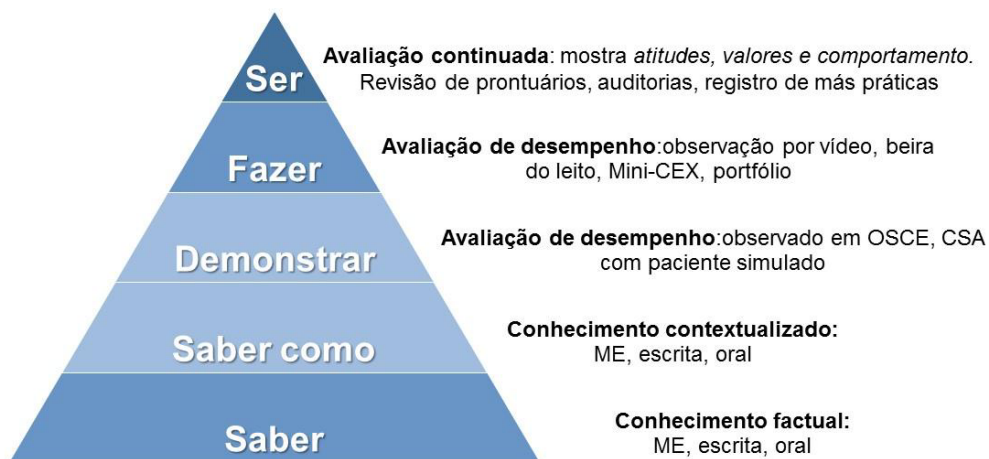 Ser
Avaliação continuada: mostra atitudes, valores e comportamento.
Revisão de prontuários, auditorias, registro de más práticas
Fazer
Avaliação de desempenho:observação por vídeo, beira
do leito, Mini-CEX, portfólio
Demonstrar
Avaliação de desempenho:observado em OSCE, CSA
com paciente simulado
Saber como
Conhecimento contextualizado:
ME, escrita, oral
Saber
Conhecimento factual:
ME, escrita, oral